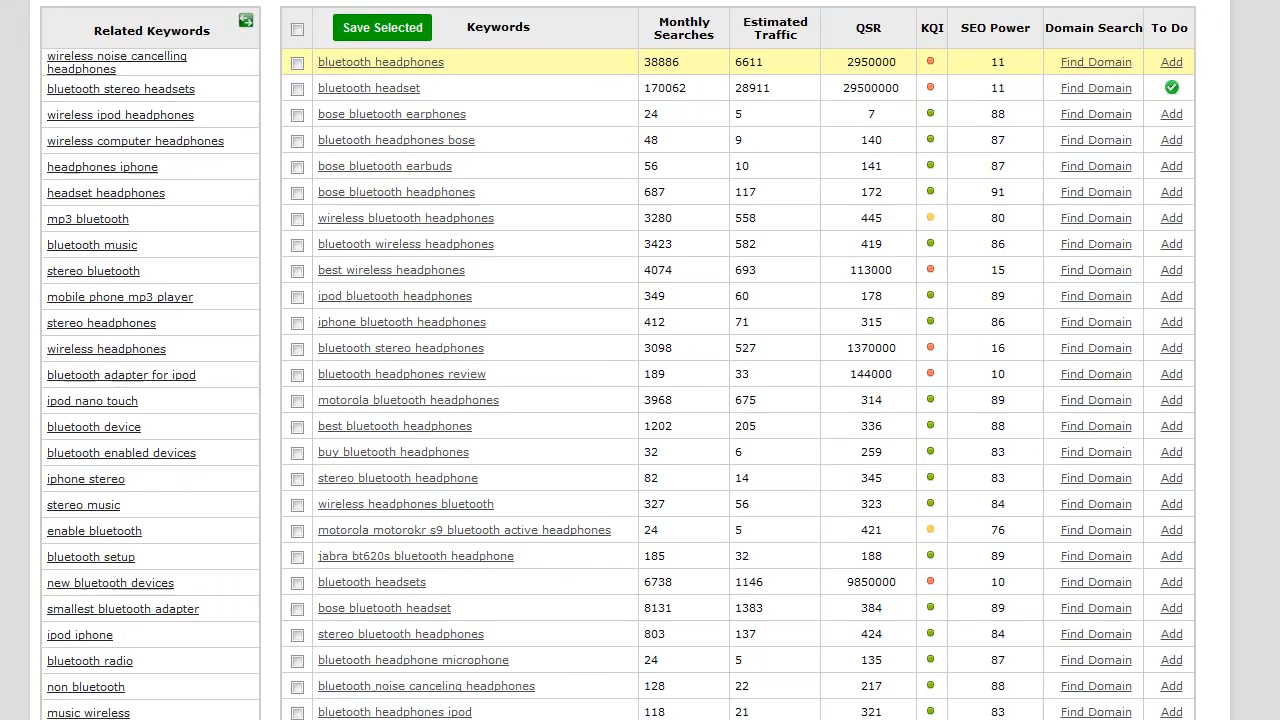 Related Keywords
wireless noise cancelling
headphones
bluetooth stereo headsets
wireless ipod headphones
wireless computer headphones
headphones iphone
headset headphones
mp3 bluetooth
bluetooth music
stereo bluetooth
mobile phone mp3 player
stereo headphones
wireless headphones
bluetooth adapter for ipod
ipod nano touch
bluetooth device
bluetooth enabled devices
iphone stereo
stereo music
enable bluetooth
bluetooth setup
new bluetooth devices
smallest bluetooth adapter
ipod iphone
bluetooth radio
non bluetooth
music wireless
Save Selected Keywords Monthly Searches Estimated Traffic QSR KQI SEO Power Domain Search To Do
bluetooth headphones 38886 6611 2950000 11 Find Domain Add
bluetooth headset 170062 28911 29500000 11 Find Domain
bose bluetooth earphones 24 5 7 88 Find Domain Add
bluetooth headphones bose 48 9 140 87 Find Domain Add
bose bluetooth earbuds 56 10 141 87 Find Domain Add
bose bluetooth headphones 687 117 172 91 Find Domain Add
wireless bluetooth headphones 3280 558 445 80 Find Domain Add
bluetooth wireless headphones 3423 582 419 86 Find Domain Add
best wireless headphones 4074 693 113000 15 Find Domain Add
ipod bluetooth headphones 349 60 178 89 Find Domain Add
iphone bluetooth headphones 412 71 315 86 Find Domain Add
bluetooth stereo headphones 3098 527 1370000 16 Find Domain Add
bluetooth headphones review 189 33 144000 10 Find Domain Add
motorola bluetooth headphones 3968 675 314 89 Find Domain Add
best bluetooth headphones 1202 205 336 88 Find Domain Add
buy bluetooth headphones 32 6 259 83 Find Domain Add
stereo bluetooth headphone 82 14 345 83 Find Domain Add
wireless headphones bluetooth 327 56 323 84 Find Domain Add
motorola motorokr s9 bluetooth active headphones 24 5 421 76 Find Domain Add
jabra bt620s bluetooth headphone 185 32 188 89 Find Domain Add
bluetooth headsets 6738 1146 9850000 10 Find Domain Add
bose bluetooth headset 8131 1383 384 89 Find Domain Add
stereo bluetooth headphones 803 137 424 84 Find Domain Add
bluetooth headphone microphone 24 5 135 87 Find Domain Add
bluetooth noise canceling headphones 128 22 217 88 Find Domain Add
bluetooth headphones ipod 118 21 321 83 Find Domain Add